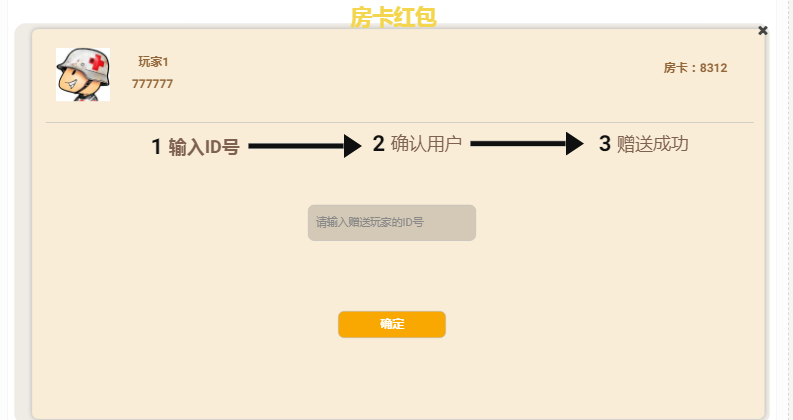 房卡红包
玩家1
777777
房卡：8312
1 输入ID号
2 确认用户
3 赠送成功
请输入赠送玩家的ID号
确定